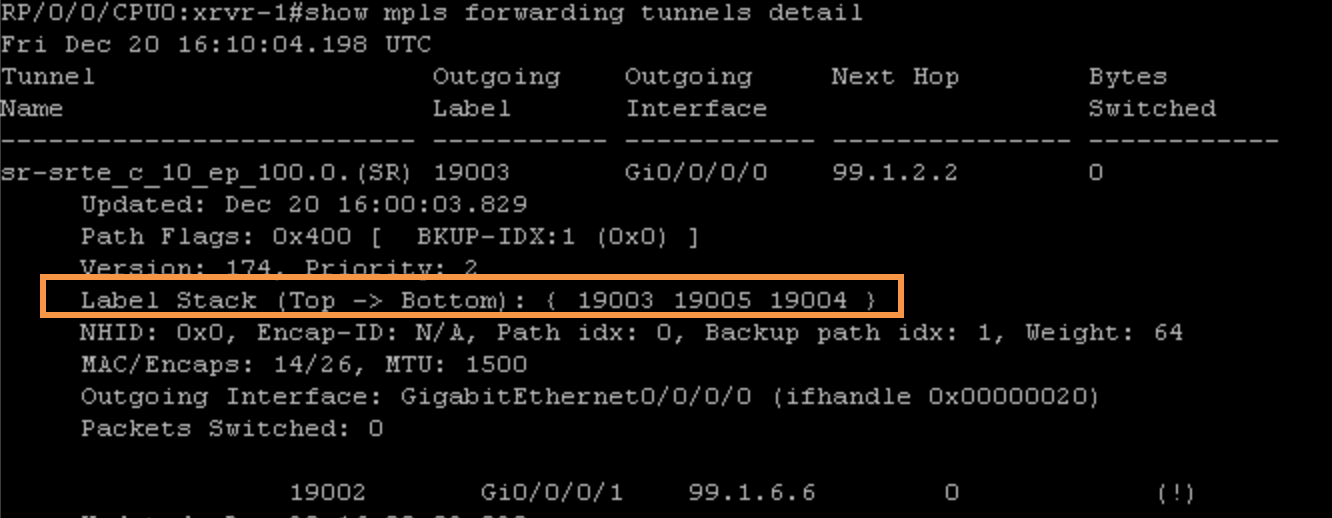 RP/0/0/CPU0:xrvr-1#show mpls forwarding tunnels detail
Fri Dec 20 16:10:04.198 UTC
Tunnel Outgoing Outgoing Next Hop Bytes
Name Label Interface Switched
-------------------------- ----------- ------------ --------------- ------------
sr-srte_c_10_ep_100.0.(SR) 19003 Gi0/0/0/0 99.1.2.2 0
Updated: Dec 20 16:00:03.829
Path Flags: 0x400 [ BKUP-IDX:1 (0x0) ]
Version: 174, Priority: 2
Label Stack (Top -> Bottom): { 19003 19005 19004 }
NHID: 0x0, Encap-ID: N/A, Path idx: 0, Backup path idx: 1, Weight: 64
MAC/Encaps: 14/26, MTU: 1500
Outgoing Interface: GigabitEthernet0/0/0/0 (ifhandle 0x00000020)
Packets Switched: 0
19002 Gi0/0/0/1 99.1.6.6 0 (!)